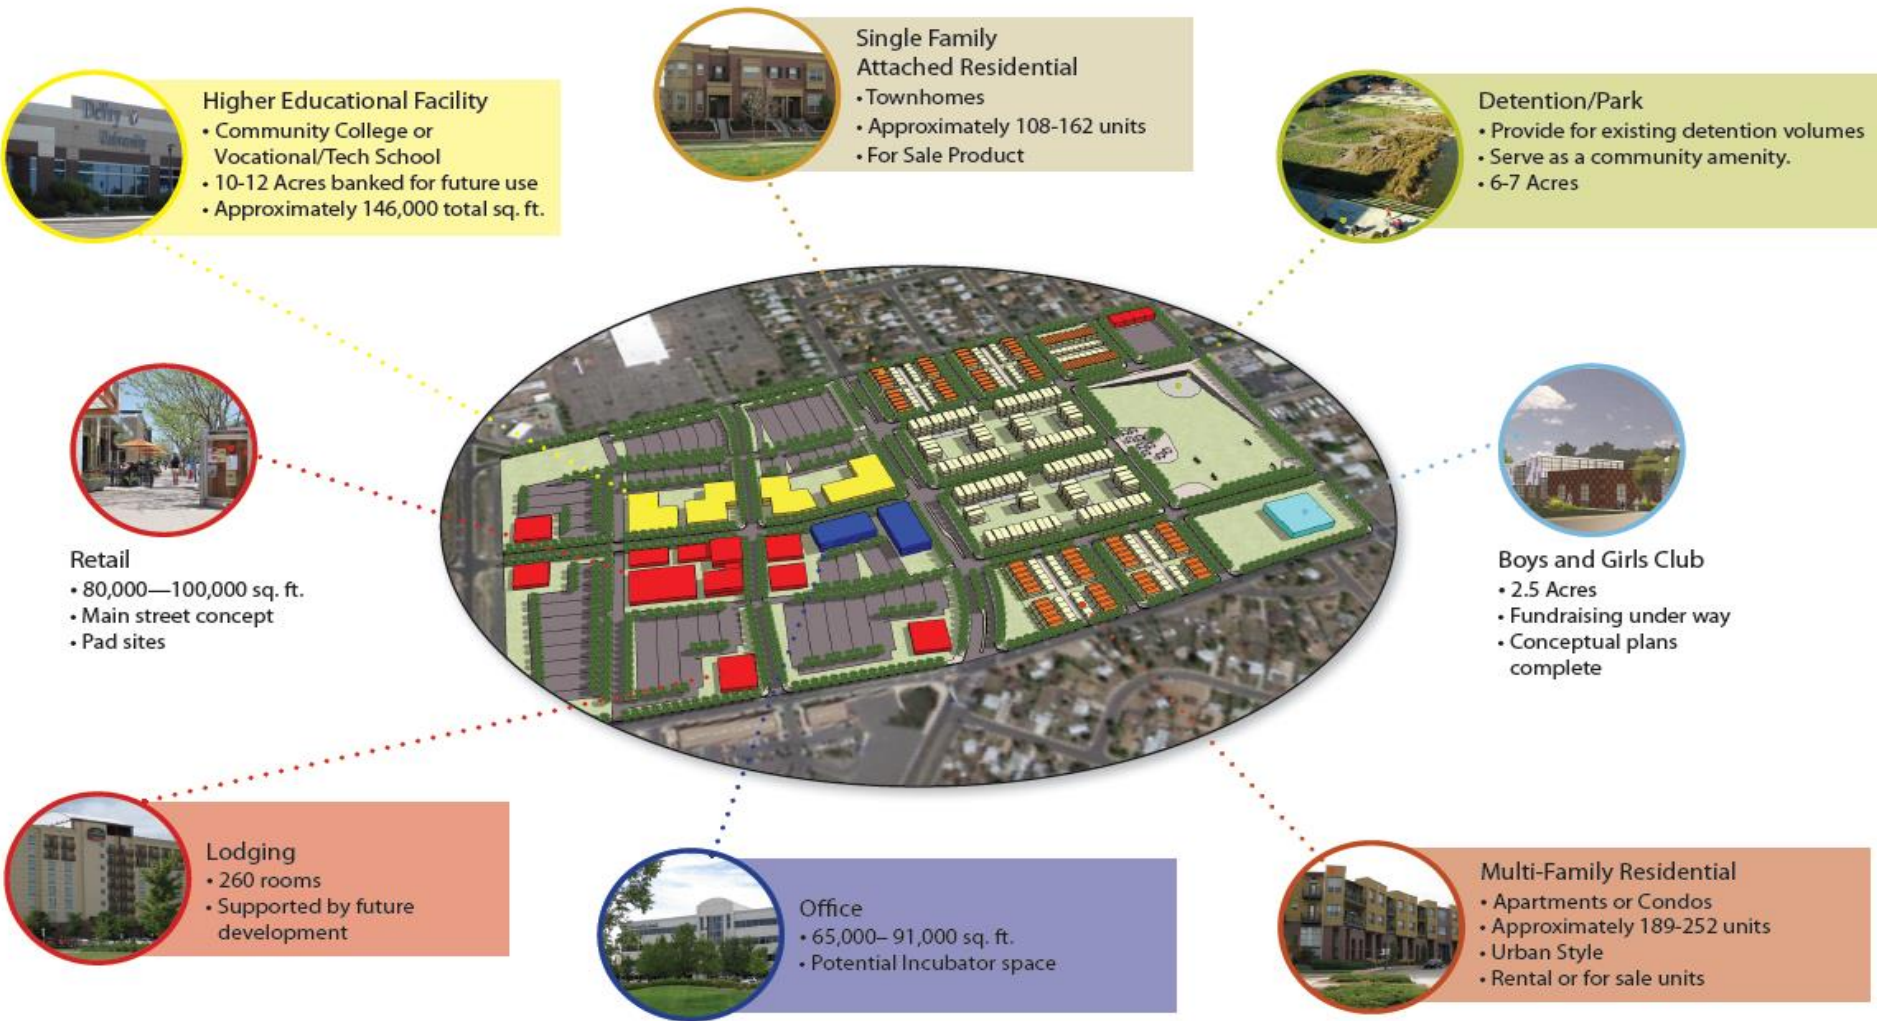 Single Family
Attached Residential
• Townhomes
• Approximately 108-162 units
• For Sale Product
Higher Educational Facility
• Community College or
Vocational/Tech School
• 10-12 Acres banked for future use
• Approximately 146,000 total sq. ft.
DeVry
University
Detention/Park
• Provide for existing detention volumes
• Serve as a community amenity.
• 6-7 Acres
Retail
• 80,000—100,000 sq. ft.
• Main street concept
• Pad sites
Boys and Girls Club
• 2.5 Acres
• Fundraising under way
• Conceptual plans
complete
Lodging
• 260 rooms
• Supported by future
development
Office
• 65,000– 91,000 sq. ft.
• Potential Incubator space
Multi-Family Residential
• Apartments or Condos
• Approximately 189-252 units
• Urban Style
• Rental or for sale units